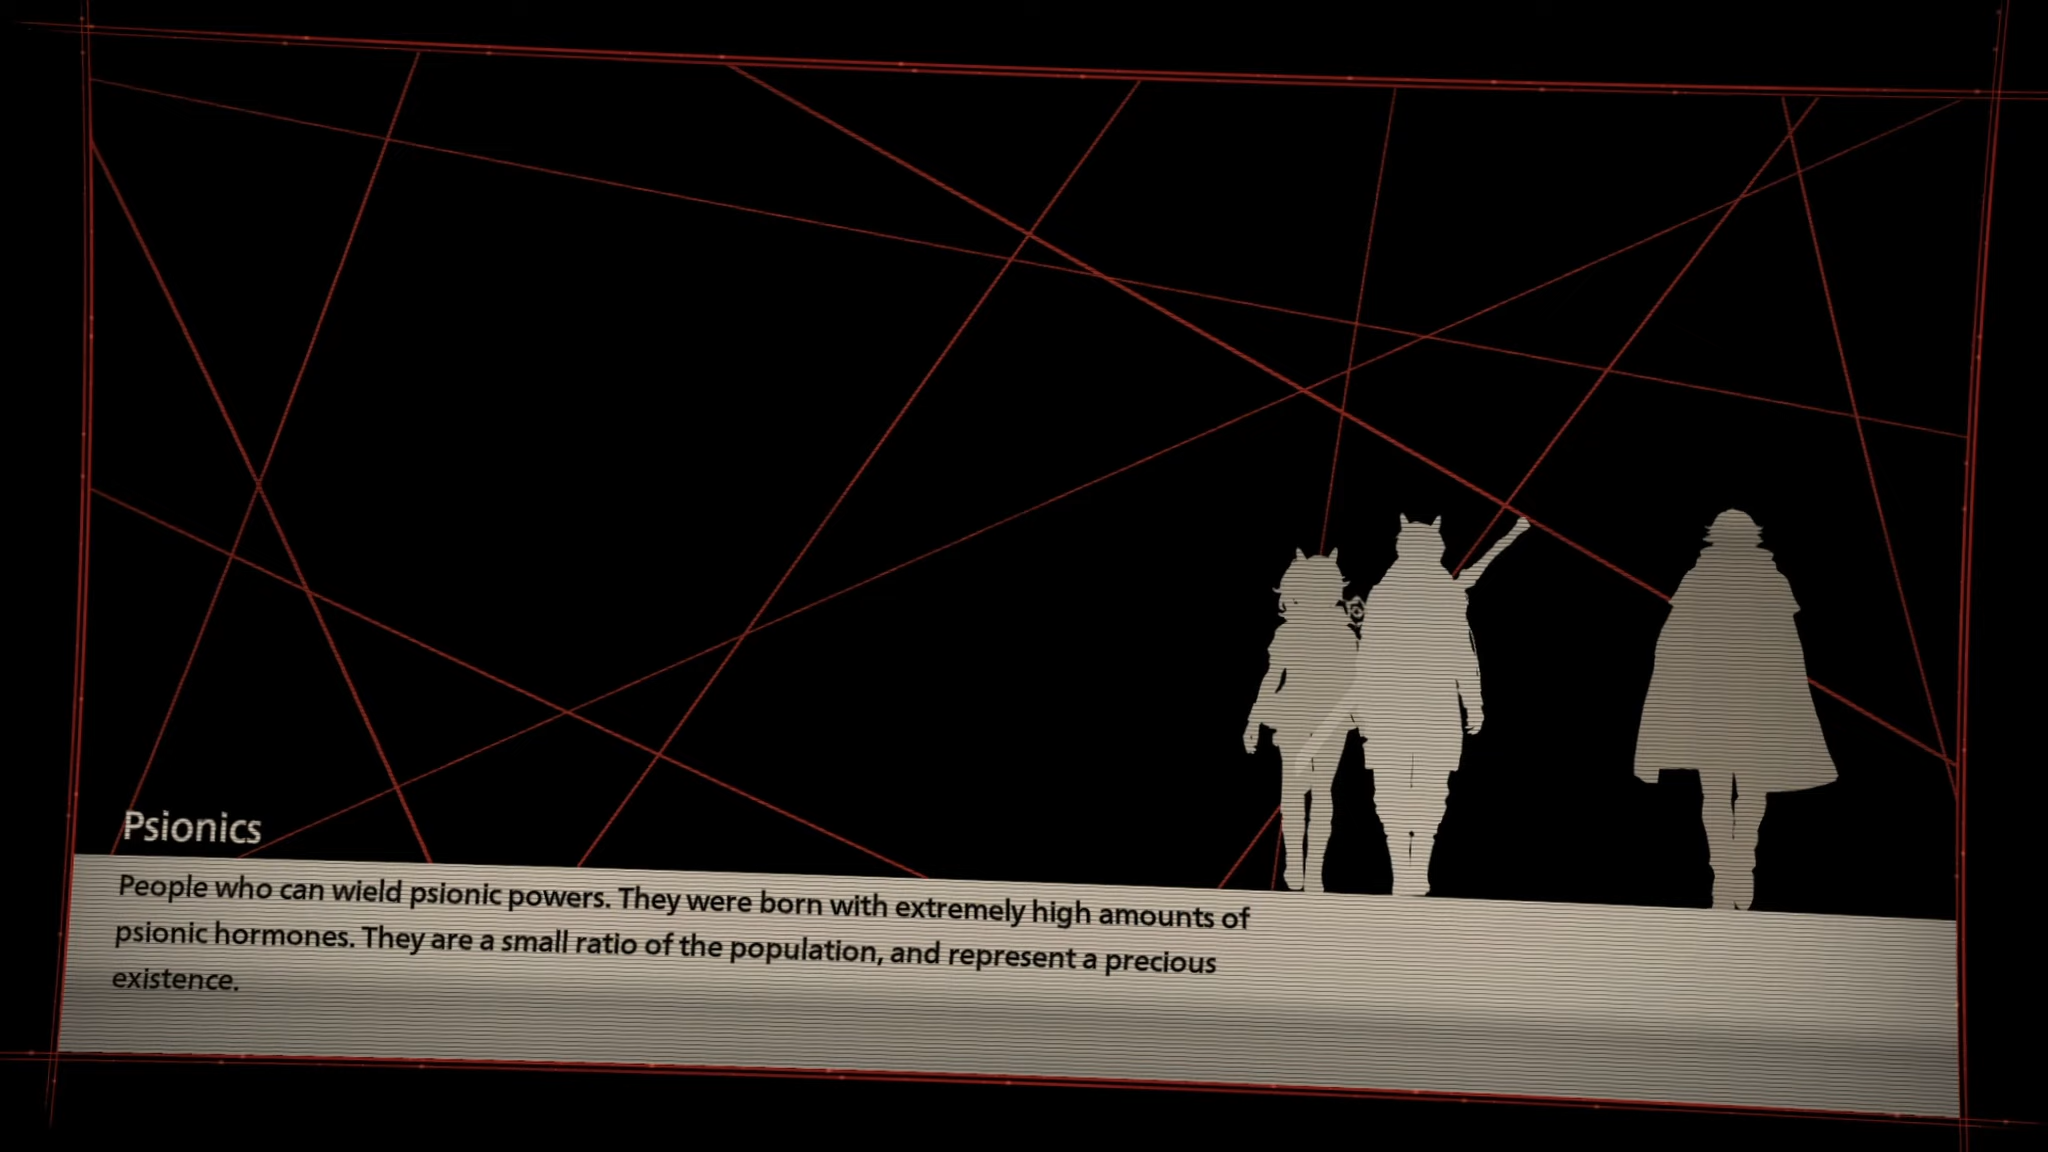 Psionics
People who can wield psionic powers. They were born with extremely high amounts of
psionic hormones. They are a small ratio of the population, and represent a precious
existence.